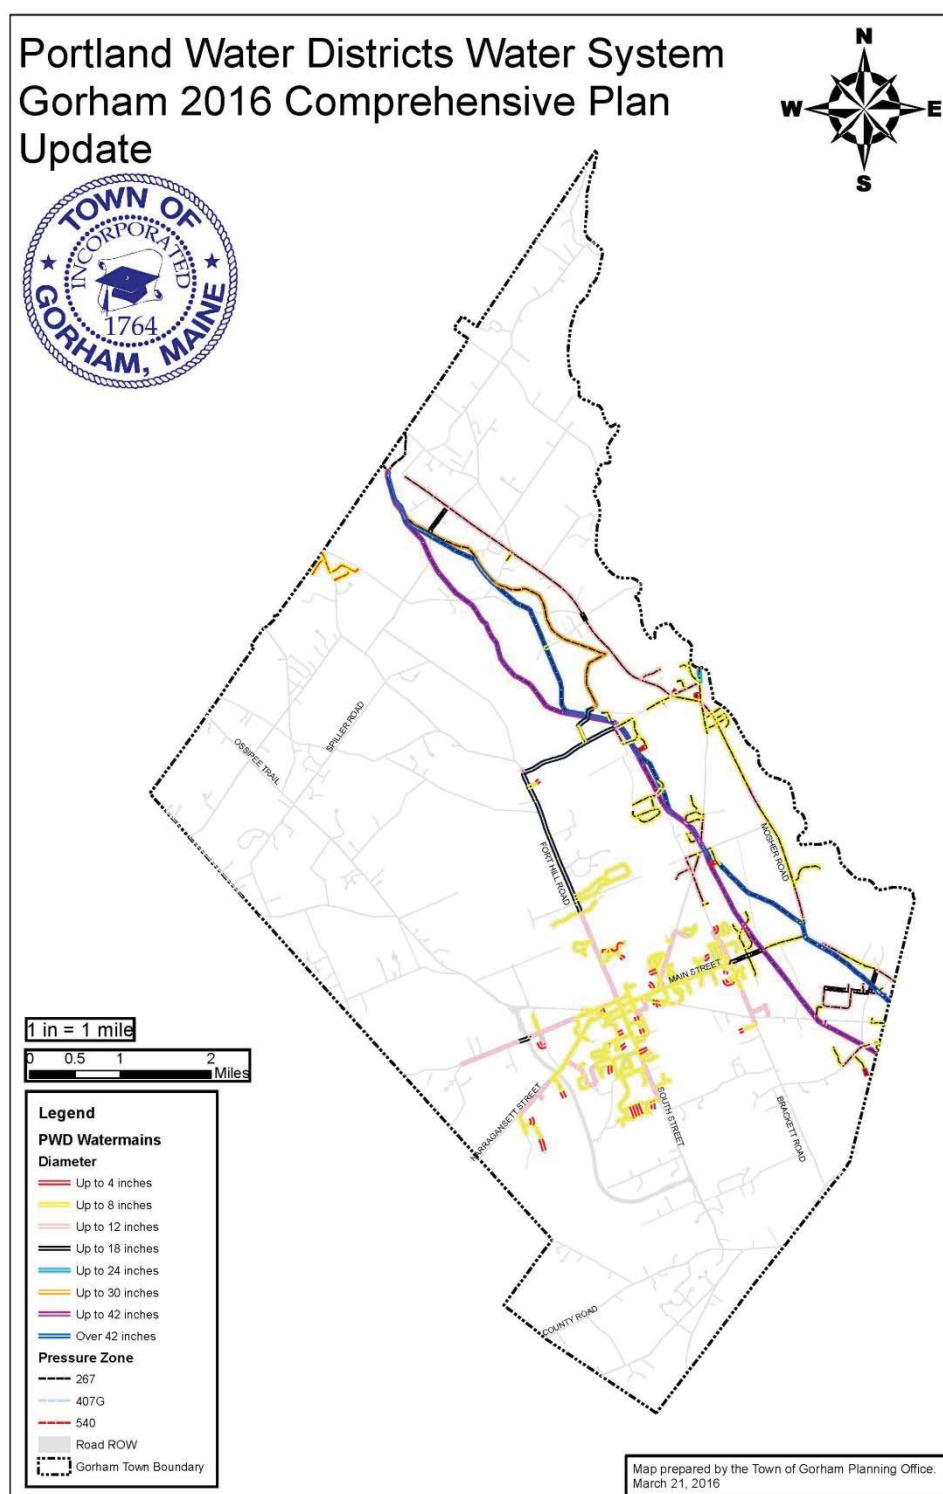 Portland Water Districts Water System
Gorham 2016 Comprehensive Plan
Update
N
W
E
S
TOWN OF
INCORPORATED
1764
GORHAM, MAINE
OSSIPEE TRAIL
SPILLER ROAD
FORT HILL ROAD
MOSHER ROAD
MAIN STREET
NARRAGANSETT STREET
SOUTH STREET
BRACKETT ROAD
COUNTY ROAD
1 in = 1 mile
0 0.5 1 2
Miles
Legend
PWD Watermains
Diameter
Up to 4 inches
Up to 8 inches
Up to 12 inches
Up to 18 inches
Up to 24 inches
Up to 30 inches
Up to 42 inches
Over 42 inches
Pressure Zone
267
407G
540
Road ROW
Gorham Town Boundary
Map prepared by the Town of Gorham Planning Office.
March 21, 2016